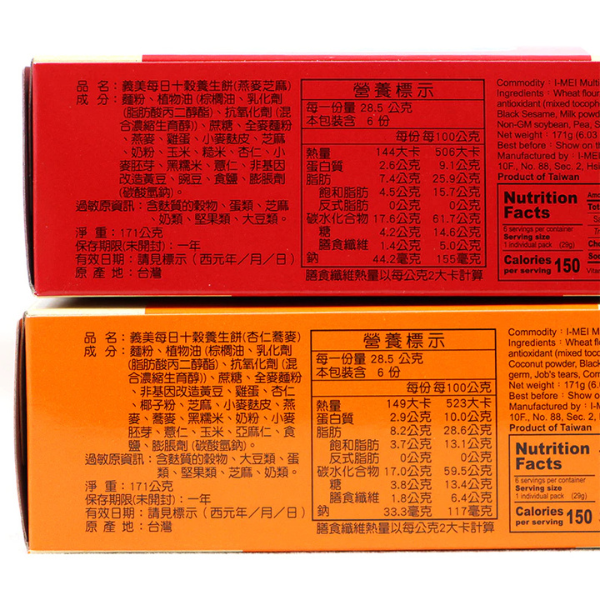 品 名：義美每日十穀養生餅(燕麥芝麻)
成 分：麵粉、植物油(棕櫚油、乳化劑
(脂肪酸丙二醇酯)、抗氧化劑(混
合濃縮生育醇))、蔗糖、全麥麵粉
、燕麥、雞蛋、小麥麩皮、芝麻
、奶粉、玉米、糙米、杏仁、小
麥胚芽、黑糯米、薏仁、非基因
改造黃豆、豌豆、食鹽、膨脹劑
(碳酸氫銨)。
過敏原資訊：含麩質的穀物、蛋類、芝麻
、奶類、堅果類、大豆類。
淨 重：171公克
保存期限(未開封)：一年
有效日期：請見標示(西元年／月／日)
原 產 地：台灣
營養標示
每一份量 28.5 公克
本包裝含 6 份
每份 每100公克
熱量 144大卡 506大卡
蛋白質 2.6公克 9.1公克
脂肪 7.4公克 25.9公克
飽和脂肪 4.5公克 15.7公克
反式脂肪 0公克 0公克
碳水化合物 17.6公克 61.7公克
糖 4.2公克 14.6公克
膳食纖維 1.4公克 5.0公克
鈉 44.2毫克 155毫克
膳食纖維熱量以每公克2大卡計算
Commodity : I-MEI Multi
Ingredients : Wheat flour
antioxidant (mixed tocoph
Black Sesame, Milk powd
Non-GM soybean, Pea, S
Net weight : 171g (6.03
Best before : Show on th
Manufactured by : I-MEI
10F., No. 88, Sec. 2, Hsi
Product of Taiwan
Nutrition
Facts
6 servings per container
Serving size
1 individual pack (29g)
Calories
per serving 150
品 名：義美每日十穀養生餅(杏仁蕎麥)
成 分：麵粉、植物油(棕櫚油、乳化劑
(脂肪酸丙二醇酯)、抗氧化劑(混
合濃縮生育醇))、蔗糖、全麥麵粉
、非基因改造黃豆、雞蛋、杏仁
、椰子粉、芝麻、小麥麩皮、燕
麥、蕎麥、黑糯米、奶粉、小麥
胚芽、薏仁、玉米、亞麻仁、食
鹽、膨脹劑(碳酸氫銨)。
過敏原資訊：含麩質的穀物、大豆類、蛋
類、堅果類、芝麻、奶類。
淨 重：171公克
保存期限(未開封)：一年
有效日期：請見標示(西元年／月／日)
原 產 地：台灣
營養標示
每一份量 28.5 公克
本包裝含 6 份
每份 每100公克
熱量 149大卡 523大卡
蛋白質 2.9公克 10.0公克
脂肪 8.2公克 28.6公克
飽和脂肪 3.7公克 13.1公克
反式脂肪 0公克 0公克
碳水化合物 17.0公克 59.5公克
糖 3.8公克 13.4公克
膳食纖維 1.8公克 6.4公克
鈉 33.3毫克 117毫克
膳食纖維熱量以每公克2大卡計算
Commodity : I-MEI Mul
Ingredients : Wheat fl
antioxidant (mixed toco
Coconut powder, Black
germ, Job's tears, Corn
Net weight : 171g (6.0
Best before : Show on
Manufactured by : I-M
10F., No. 88, Sec. 2,
Product of Taiwan
Nutrition
Facts
6 servings per container
Serving size
1 individual pack (29g)
Calories
per serving 150